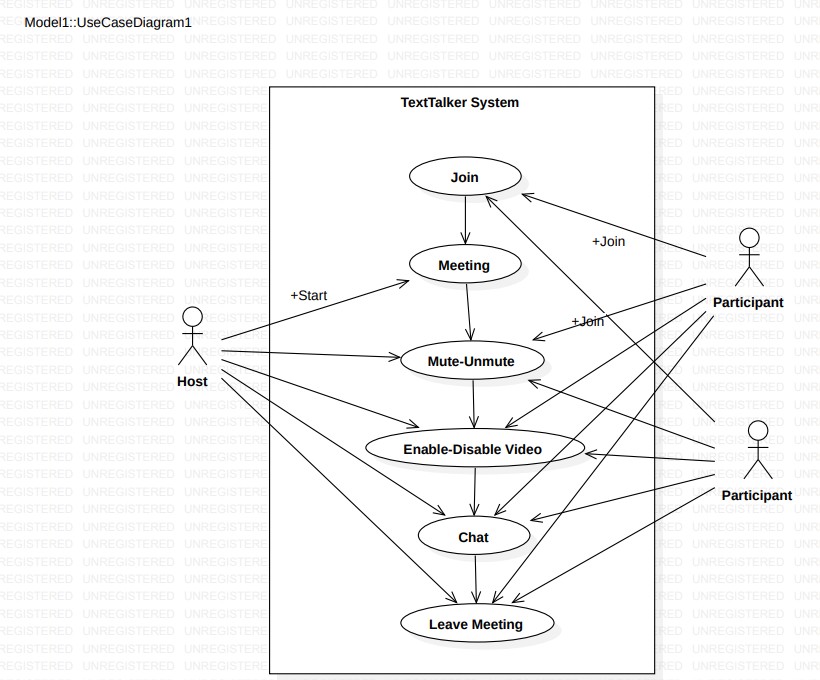 Model1::UseCaseDiagram1
TextTalker System
Join
+Join
Meeting
+Start
Participant
+Join
Mute-Unmute
Host
Enable-Disable Video
Participant
Chat
Leave Meeting
UNREGISTERED